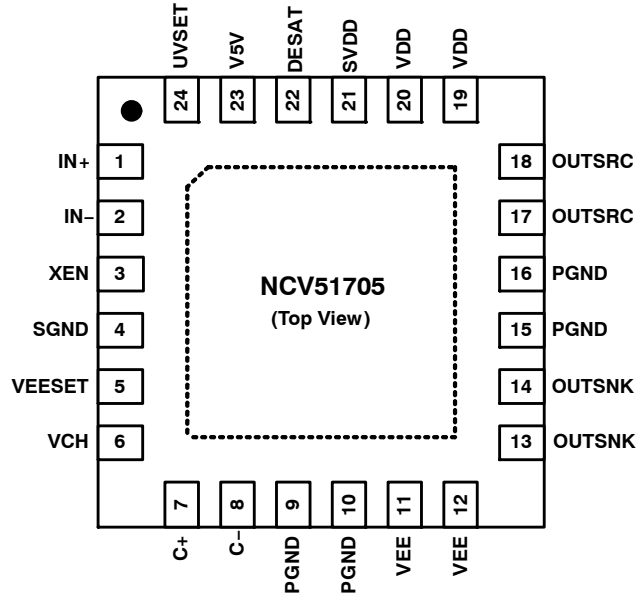 UVSET V5V DESAT SVDD VDD VDD
24 23 22 21 20 19
IN+ 1 18 OUTSRC
IN− 2 17 OUTSRC
XEN 3 16 PGND
NCV51705
(Top View)
SGND 4 15 PGND
VEESET 5 14 OUTSNK
VCH 6 13 OUTSNK
7 8 9 10 11 12
C+ C− PGND PGND VEE VEE